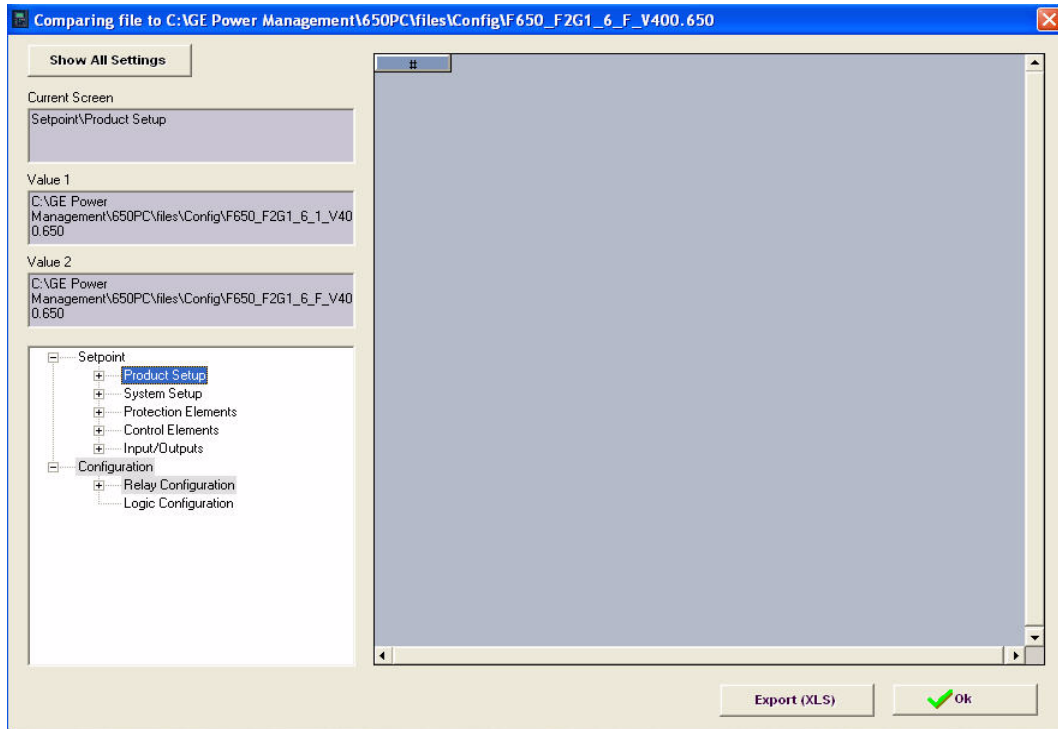 Comparing file to C:\GE Power Management\650PC\files\Config\F650_F2G1_6_F_V400.650
Show All Settings
#
Current Screen
Setpoint\Product Setup
Value 1
C:\GE Power
Management\650PC\files\Config\F650_F2G1_6_1_V40
0.650
Value 2
C:\GE Power
Management\650PC\files\Config\F650_F2G1_6_F_V40
0.650
Setpoint
Product Setup
System Setup
Protection Elements
Control Elements
Input/Outputs
Configuration
Relay Configuration
Logic Configuration
Export (XLS)
Ok